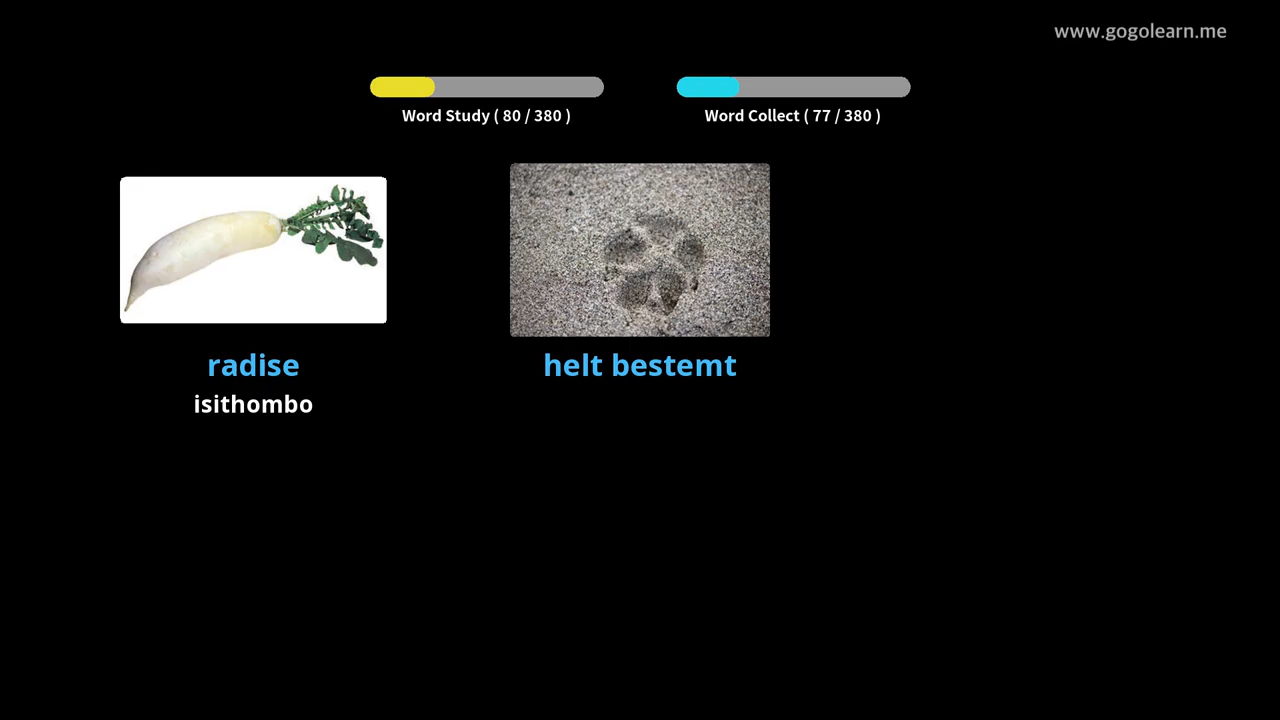 www.gogolearn.me
Word Study ( 80 / 380 )
Word Collect ( 77 / 380 )
radise
isithombo
helt bestemt